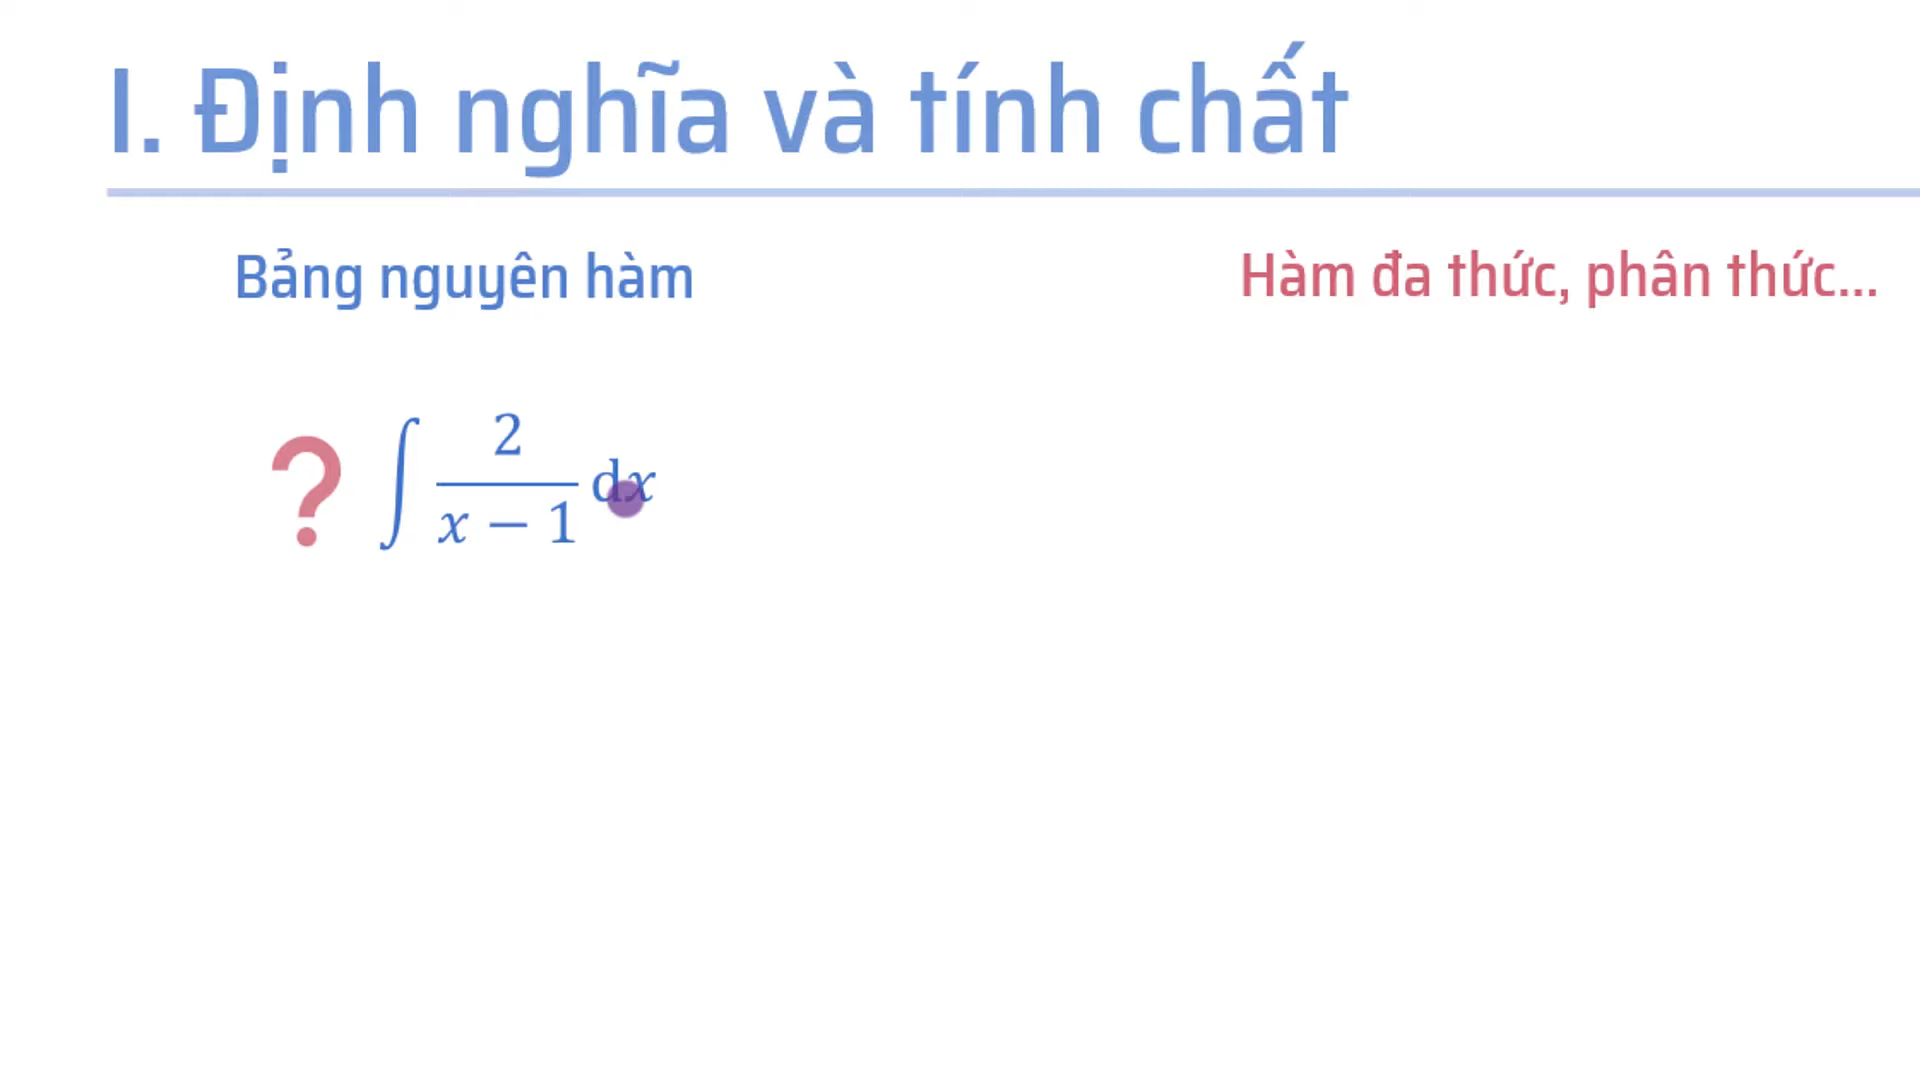 I. Định nghĩa và tính chất
Bảng nguyên hàm
Hàm đa thức, phân thức...
? ∫ 2/(x − 1) dx